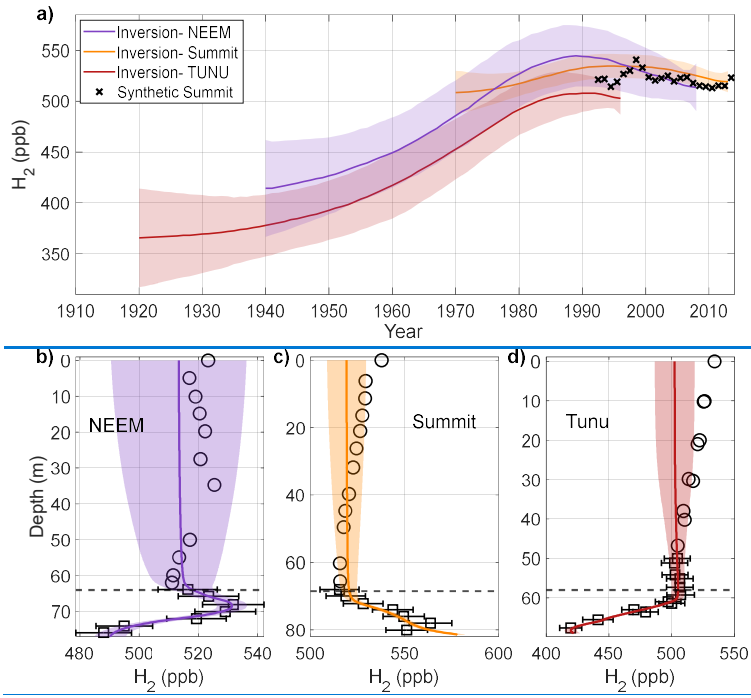 a)
Inversion- NEEM
Inversion- Summit
Inversion- TUNU
Synthetic Summit
550
500
450
400
350
H2 (ppb)
1910 1920 1930 1940 1950 1960 1970 1980 1990 2000 2010
Year
b) c) d)
0 0 0
10 10
20 20 20
30 30
40 40 40
50 50
60 60 60
70
80
NEEM Summit Tunu
Depth (m)
480 500 520 540 500 550 600 400 450 500 550
H2 (ppb) H2 (ppb) H2 (ppb)